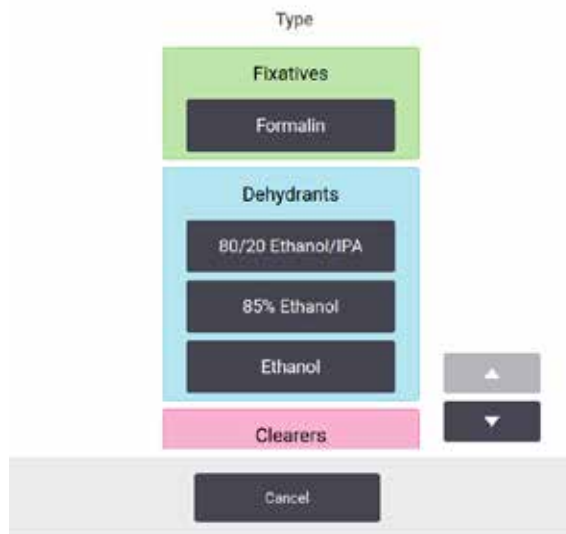 Type
Fixatives
Formalin
Dehydrants
80/20 Ethanol/IPA
85% Ethanol
Ethanol
Clearers
Cancel